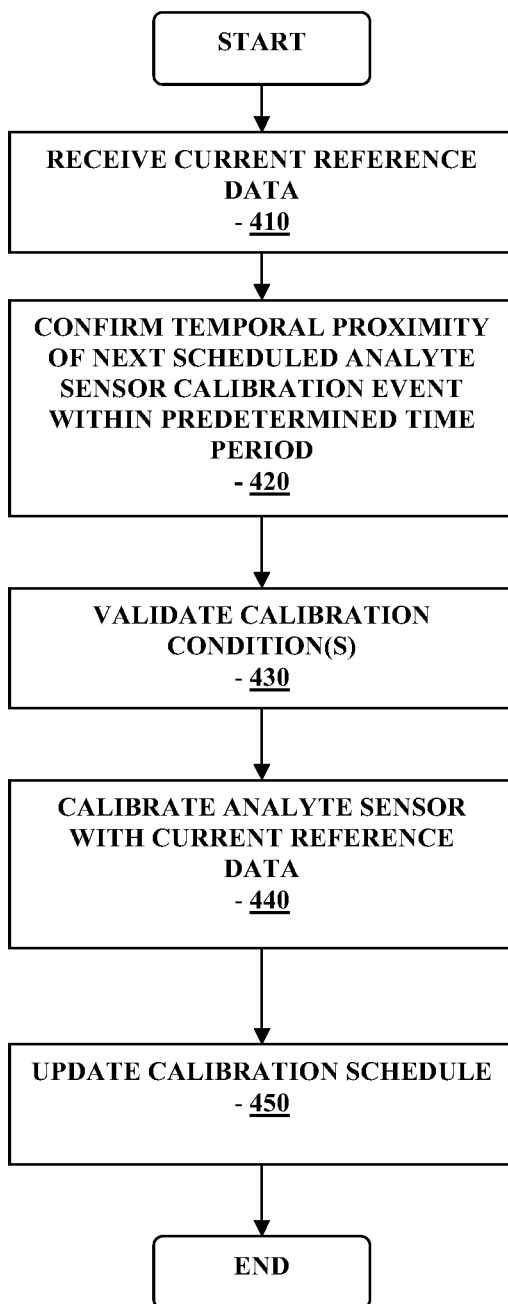 START
RECEIVE CURRENT REFERENCE
DATA
- 410
CONFIRM TEMPORAL PROXIMITY
OF NEXT SCHEDULED ANALYTE
SENSOR CALIBRATION EVENT
WITHIN PREDETERMINED TIME
PERIOD
- 420
VALIDATE CALIBRATION
CONDITION(S)
- 430
CALIBRATE ANALYTE SENSOR
WITH CURRENT REFERENCE
DATA
- 440
UPDATE CALIBRATION SCHEDULE
- 450
END